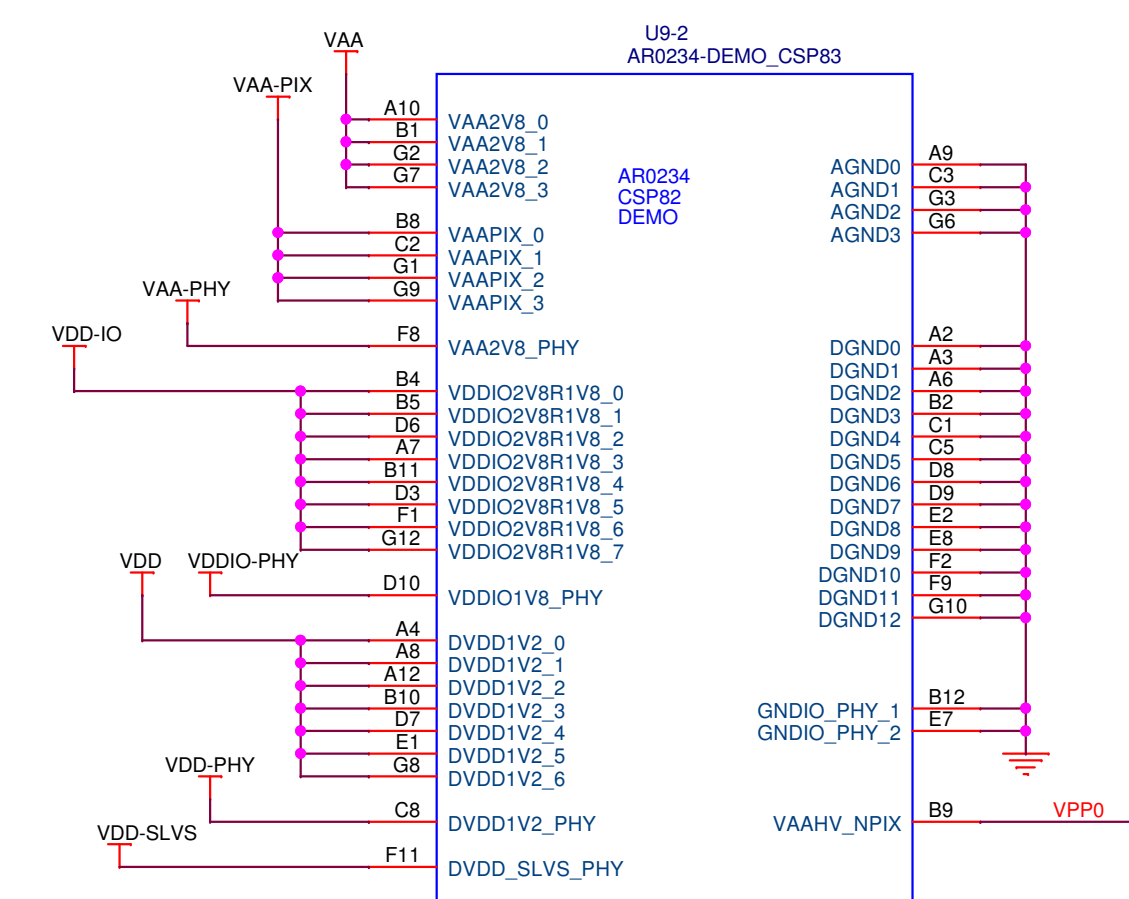 U9-2
AR0234-DEMO_CSP83
VAA
VAA-PIX
A10 VAA2V8_0
B1 VAA2V8_1
G2 VAA2V8_2
G7 VAA2V8_3
AR0234
CSP82
DEMO
AGND0 A9
AGND1 C3
AGND2 G3
AGND3 G6
B8 VAAPIX_0
C2 VAAPIX_1
G1 VAAPIX_2
G9 VAAPIX_3
VAA-PHY
F8 VAA2V8_PHY
VDD-IO
B4 VDDIO2V8R1V8_0
B5 VDDIO2V8R1V8_1
D6 VDDIO2V8R1V8_2
A7 VDDIO2V8R1V8_3
B11 VDDIO2V8R1V8_4
D3 VDDIO2V8R1V8_5
F1 VDDIO2V8R1V8_6
G12 VDDIO2V8R1V8_7
DGND0 A2
DGND1 A3
DGND2 A6
DGND3 B2
DGND4 C1
DGND5 C5
DGND6 D8
DGND7 D9
DGND8 E2
DGND9 E8
DGND10 F2
DGND11 F9
DGND12 G10
VDD
VDDIO-PHY
D10 VDDIO1V8_PHY
A4 DVDD1V2_0
A8 DVDD1V2_1
A12 DVDD1V2_2
B10 DVDD1V2_3
D7 DVDD1V2_4
E1 DVDD1V2_5
G8 DVDD1V2_6
GNDIO_PHY_1 B12
GNDIO_PHY_2 E7
VDD-PHY
C8 DVDD1V2_PHY
VAAHV_NPIX B9 VPP0
VDD-SLVS
F11 DVDD_SLVS_PHY